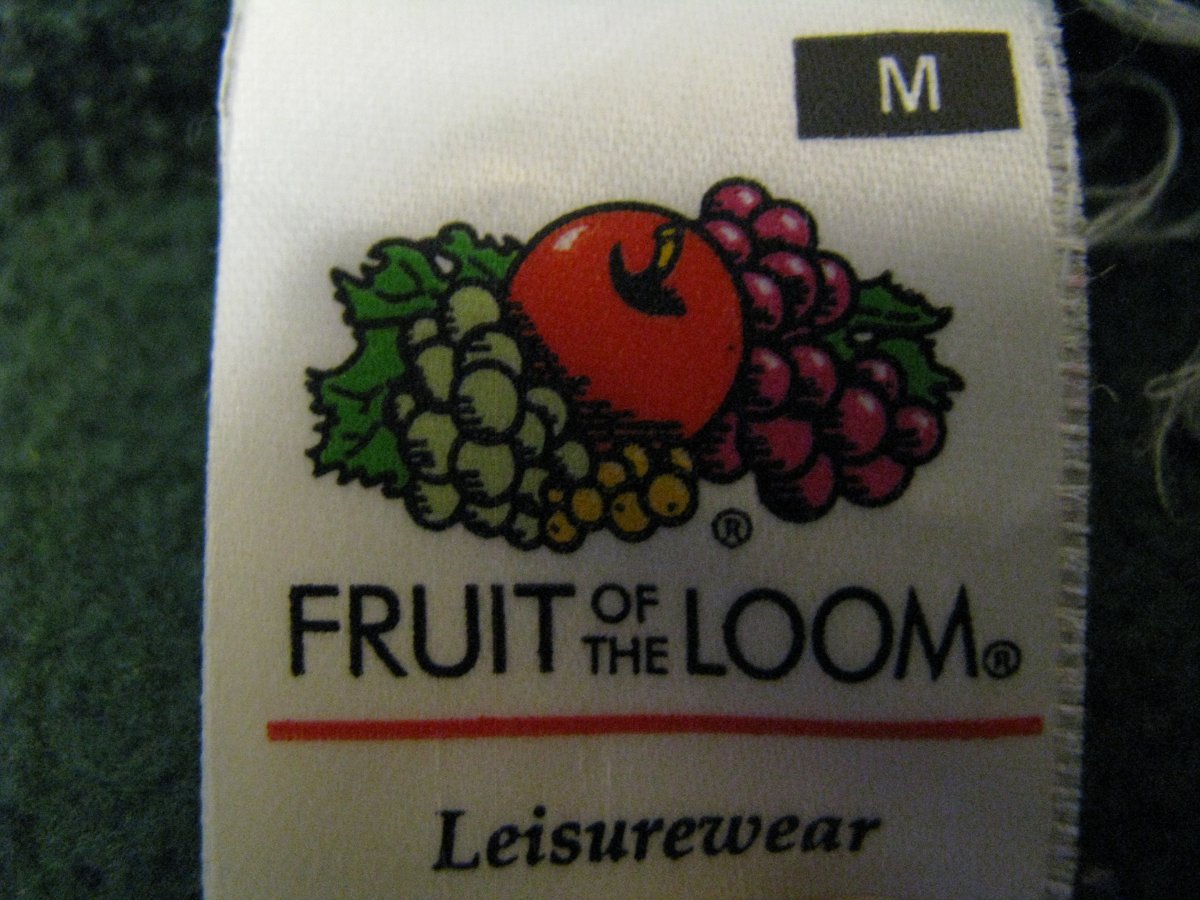 M
®
FRUIT OF THE LOOM®
Leisurewear